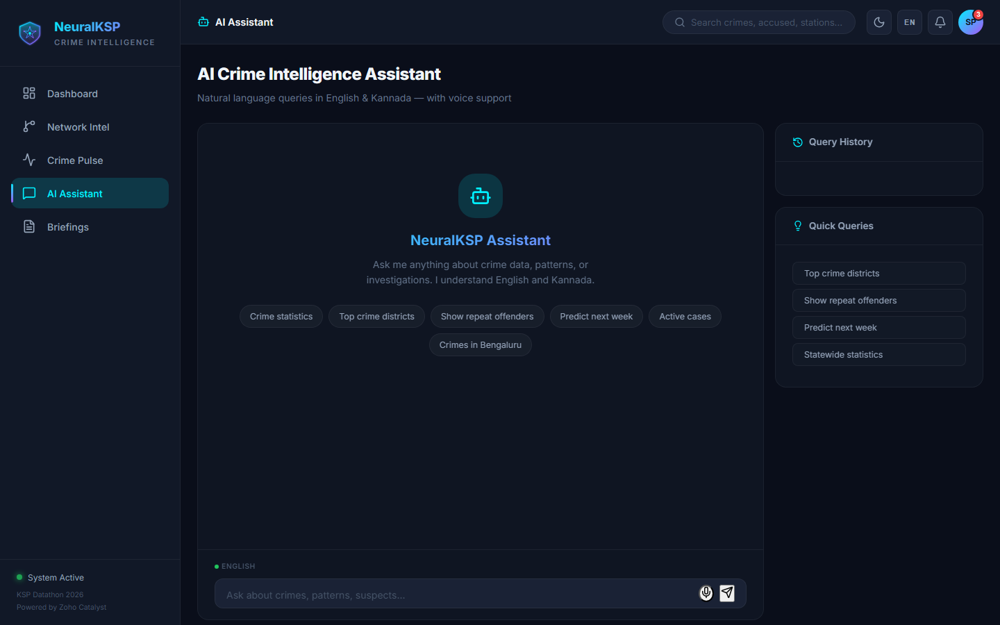 NeuralKSP
CRIME INTELLIGENCE
Dashboard
Network Intel
Crime Pulse
AI Assistant
Briefings
System Active
KSP Datathon 2026
Powered by Zoho Catalyst
AI Assistant
Search crimes, accused, stations...
EN
SP
3
AI Crime Intelligence Assistant
Natural language queries in English & Kannada — with voice support
NeuralKSP Assistant
Ask me anything about crime data, patterns, or
investigations. I understand English and Kannada.
Crime statistics
Top crime districts
Show repeat offenders
Predict next week
Active cases
Crimes in Bengaluru
ENGLISH
Ask about crimes, patterns, suspects...
Query History
Quick Queries
Top crime districts
Show repeat offenders
Predict next week
Statewide statistics